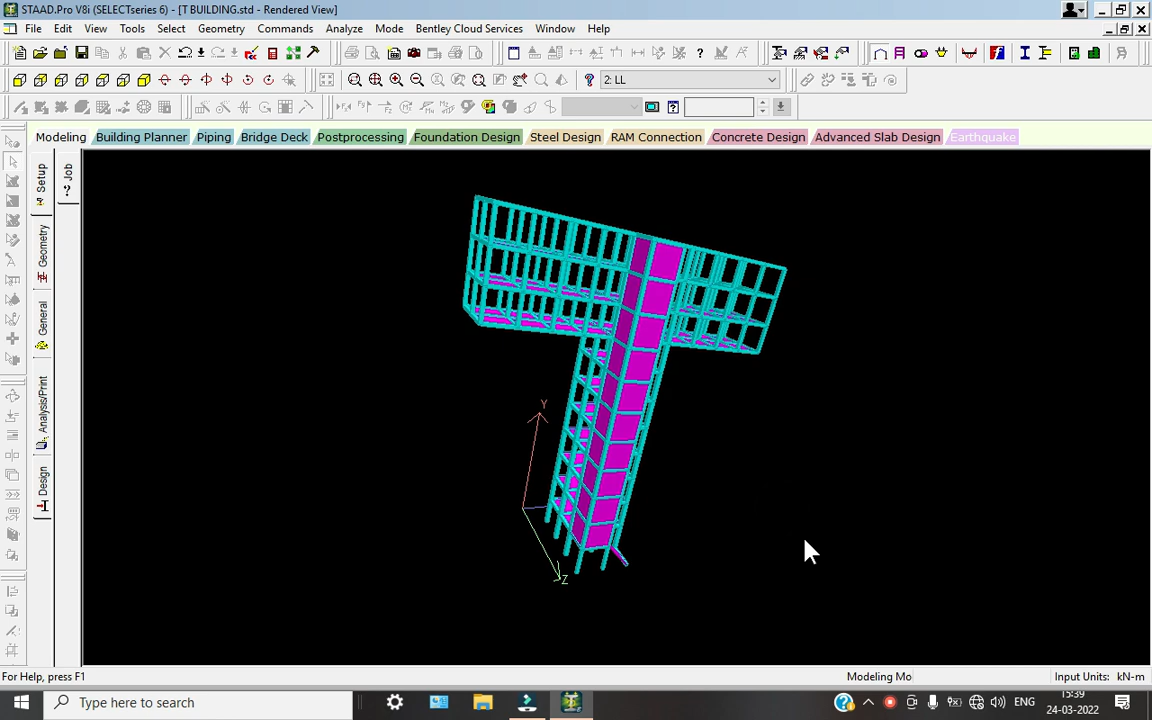 STAAD.Pro V8i (SELECTseries 6) - [T BUILDING.std - Rendered View]
File Edit View Tools Select Geometry Commands Analyze Mode Bentley Cloud Services Window Help
2: LL
Modeling Building Planner Piping Bridge Deck Postprocessing Foundation Design Steel Design RAM Connection Concrete Design Advanced Slab Design Earthquake
Setup
Job
Geometry
General
Analysis/Print
Design
Y
Z
For Help, press F1
Modeling Mo
Input Units: kN-m
Type here to search
ENG
15:39
24-03-2022